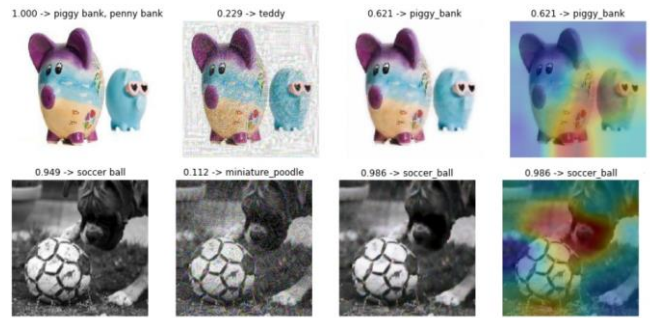 1.000 -> piggy bank, penny bank
0.229 -> teddy
0.621 -> piggy_bank
0.621 -> piggy_bank
0.949 -> soccer ball
0.112 -> miniature_poodle
0.986 -> soccer_ball
0.986 -> soccer_ball